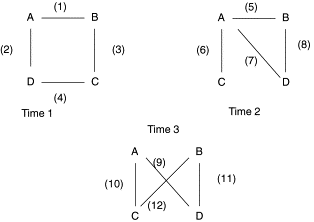 (1)
A B
(2) (3)
D C
(4)
Time 1
(5)
A B
(6) (7) (8)
C D
Time 2
Time 3
A B
(9)
(10) (11)
(12)
C D